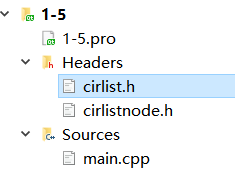 1-5
1-5.pro
Headers
cirlist.h
cirlistnode.h
Sources
main.cpp